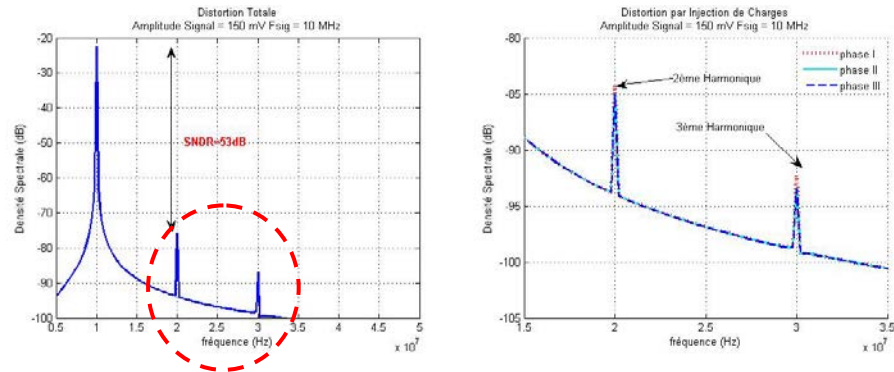 Distortion Totale
Amplitude Signal = 150 mV Fsig = 10 MHz
-20
-30
-40
-50
-60
-70
-80
-90
-100
Densité Spectrale (dB)
SNDR=53dB
0.5
1
1.5
2
2.5
3
3.5
4
4.5
5
fréquence (Hz)
x 10⁷
Distortion par Injection de Charges
Amplitude Signal = 150 mV Fsig = 10 MHz
-80
-85
-90
-95
-100
-105
Densité Spectrale (dB)
phase I
phase II
phase III
2ème Harmonique
3ème Harmonique
1.5
2
2.5
3
3.5
fréquence (Hz)
x 10⁷